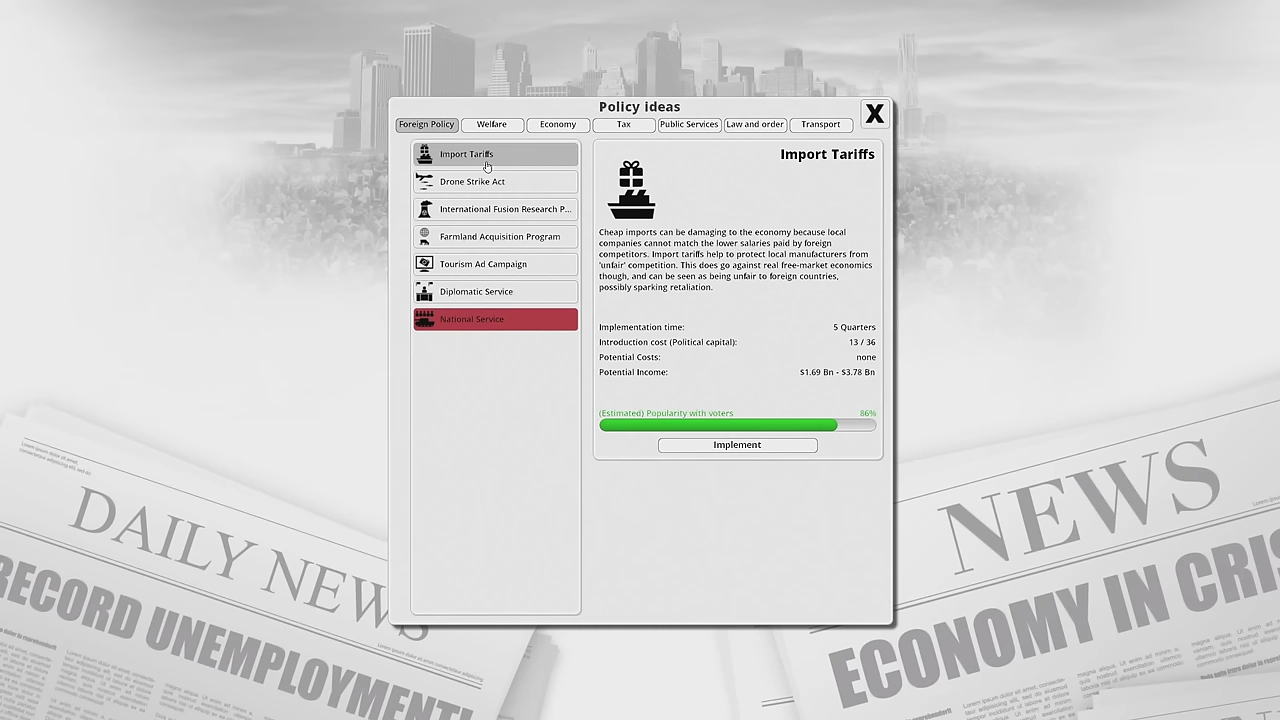 Policy ideas
X
Foreign Policy
Welfare
Economy
Tax
Public Services
Law and order
Transport
Import Tariffs
Drone Strike Act
International Fusion Research P...
Farmland Acquisition Program
Tourism Ad Campaign
Diplomatic Service
National Service
Import Tariffs
Cheap imports can be damaging to the economy because local
companies cannot match the lower salaries paid by foreign
competitors. Import tariffs help to protect local manufacturers from
'unfair' competition. This does go against real free-market economics
though, and can be seen as being unfair to foreign countries,
possibly sparking retaliation.
Implementation time: 5 Quarters
Introduction cost (Political capital): 13 / 36
Potential Costs: none
Potential Income: $1.69 Bn - $3.78 Bn
(Estimated) Popularity with voters 86%
Implement
DAILY NEWS
RECORD UNEMPLOYMENT!
NEWS
ECONOMY IN CRIS